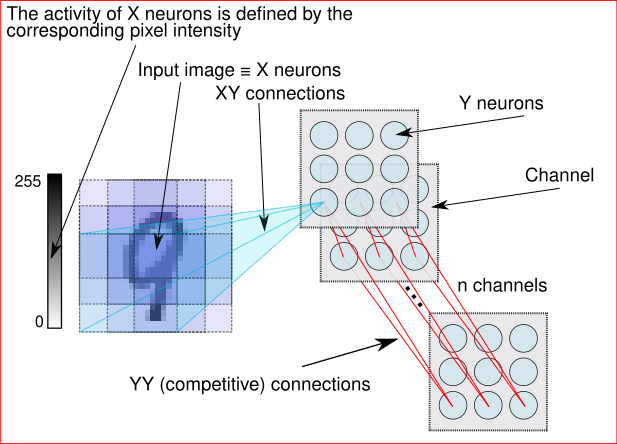 The activity of X neurons is defined by the
corresponding pixel intensity
Input image ≡ X neurons
XY connections
Y neurons
Channel
255
0
n channels
YY (competitive) connections